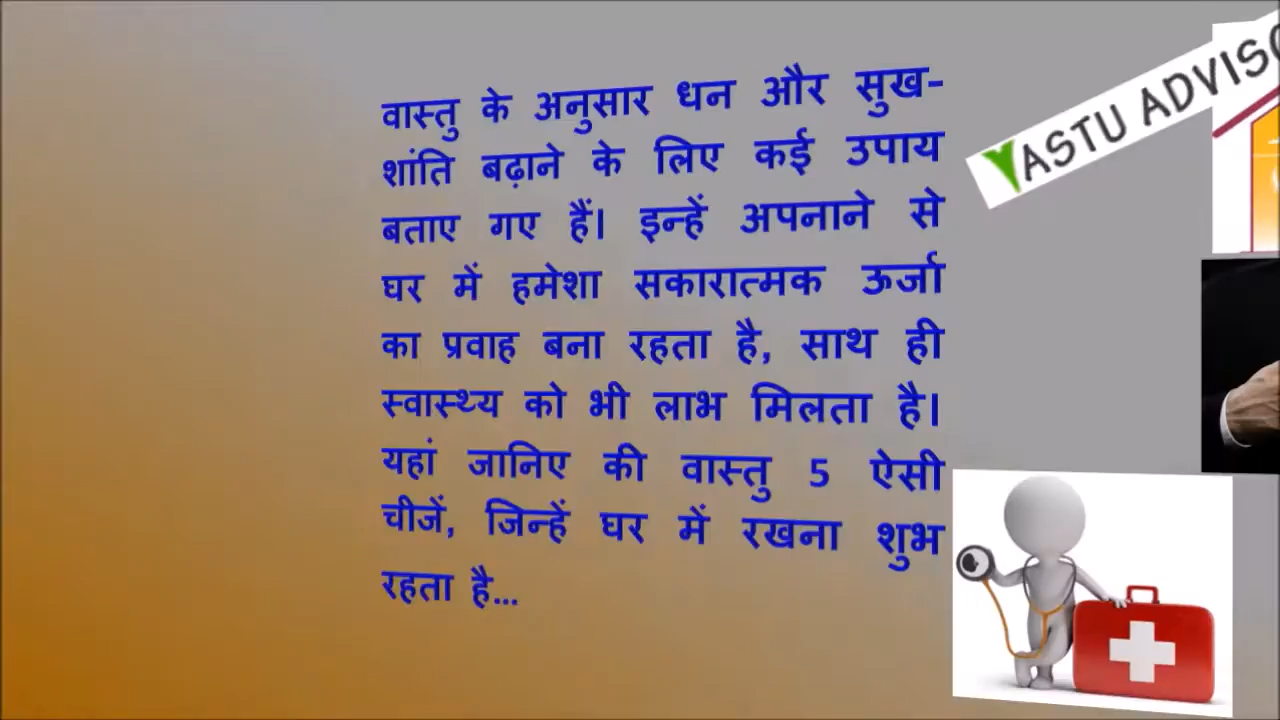 वास्तु के अनुसार धन और सुख-
शांति बढ़ाने के लिए कई उपाय
बताए गए हैं। इन्हें अपनाने से
घर में हमेशा सकारात्मक ऊर्जा
का प्रवाह बना रहता है, साथ ही
स्वास्थ्य को भी लाभ मिलता है।
यहां जानिए की वास्तु 5 ऐसी
चीजें, जिन्हें घर में रखना शुभ
रहता है...
VASTU ADVISO